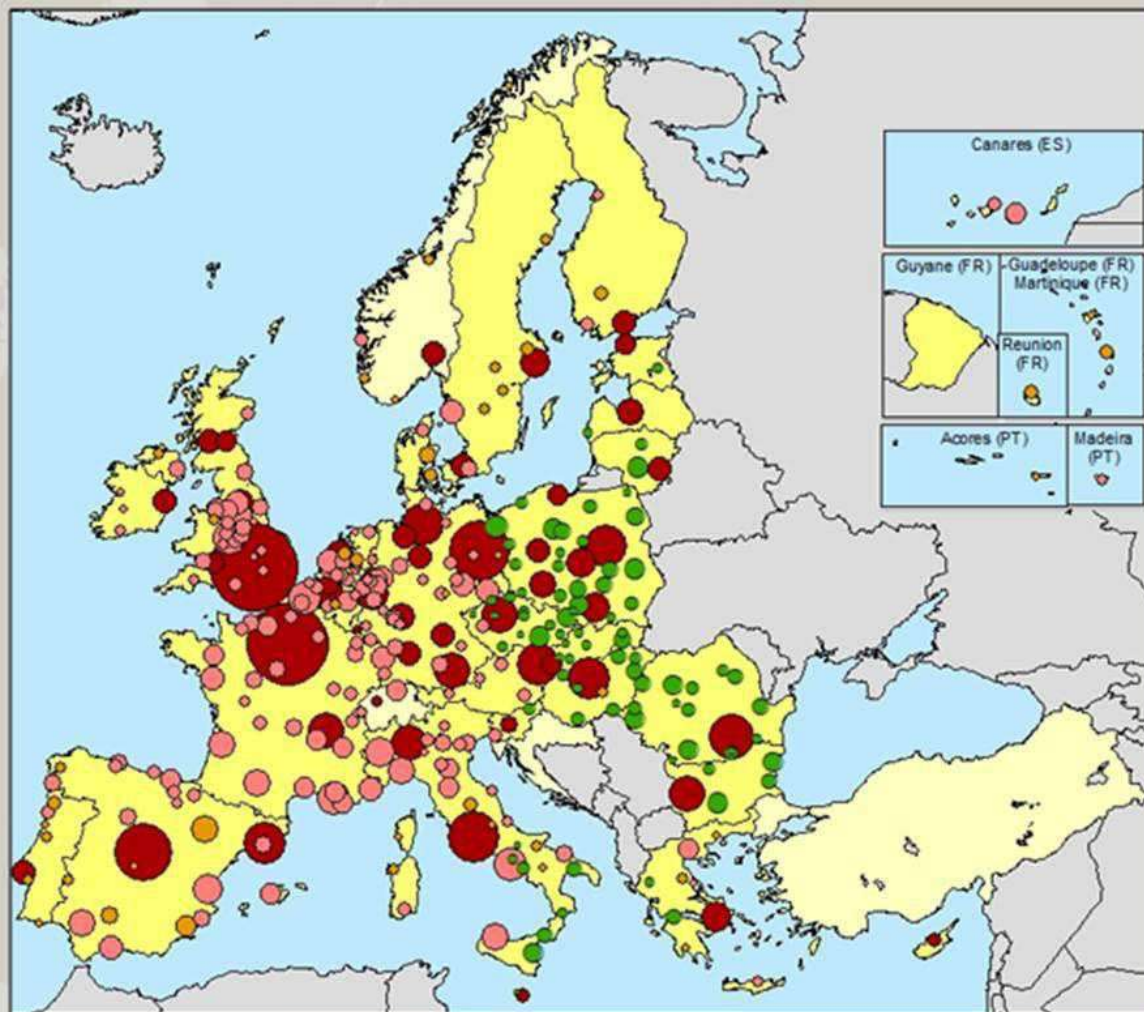 Canares (ES)
Guyane (FR)
Guadeloupe (FR)
Martinique (FR)
Reunion
(FR)
Acores (PT)
Madeira
(PT)